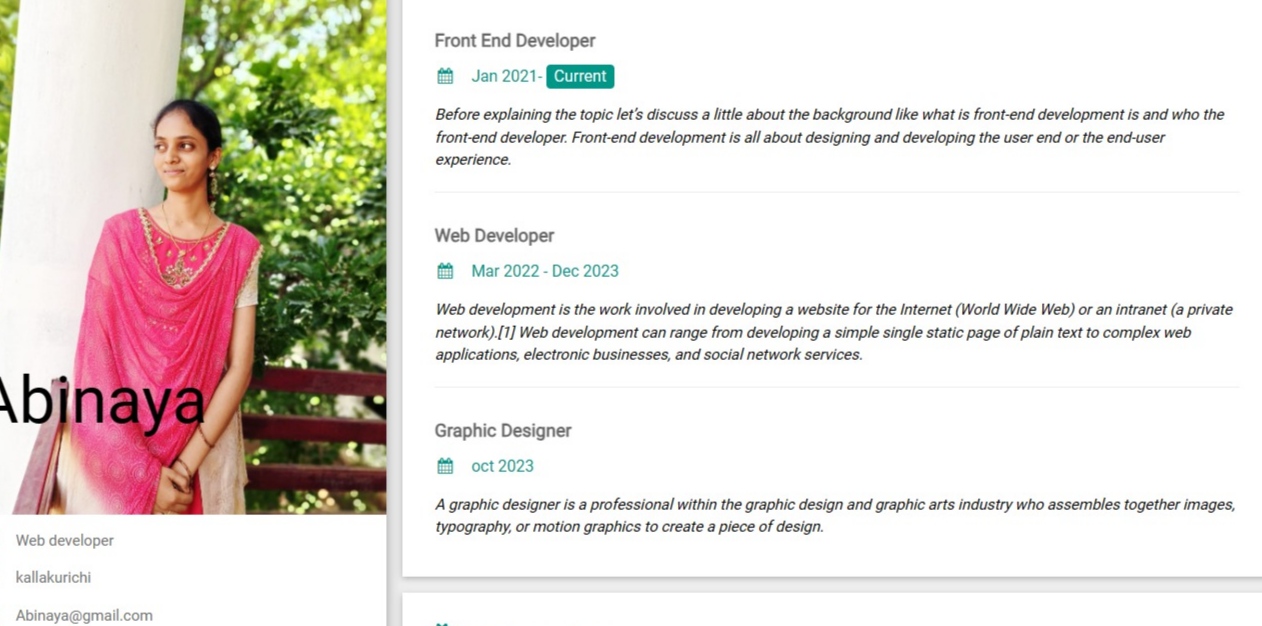 Abinaya
Web developer
kallakurichi
Abinaya@gmail.com
Front End Developer
Jan 2021- Current
Before explaining the topic let's discuss a little about the background like what is front-end development is and who the
front-end developer. Front-end development is all about designing and developing the user end or the end-user
experience.
Web Developer
Mar 2022 - Dec 2023
Web development is the work involved in developing a website for the Internet (World Wide Web) or an intranet (a private
network).[1] Web development can range from developing a simple single static page of plain text to complex web
applications, electronic businesses, and social network services.
Graphic Designer
oct 2023
A graphic designer is a professional within the graphic design and graphic arts industry who assembles together images,
typography, or motion graphics to create a piece of design.